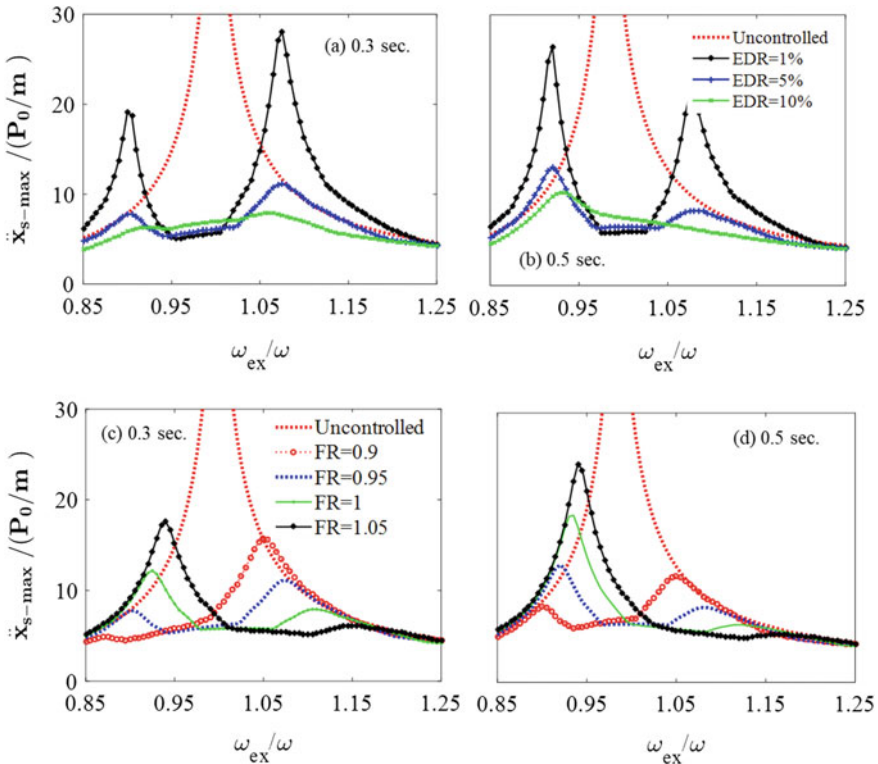 (a) 0.3 sec.
ẍs−max /(P0/m)
30
20
10
0
0.85 0.95 1.05 1.15 1.25
ωex/ω
Uncontrolled
EDR=1%
EDR=5%
EDR=10%
(b) 0.5 sec.
30
20
10
0
0.85 0.95 1.05 1.15 1.25
ωex/ω
(c) 0.3 sec.
Uncontrolled
FR=0.9
FR=0.95
FR=1
FR=1.05
ẍs−max /(P0/m)
30
20
10
0
0.85 0.95 1.05 1.15 1.25
ωex/ω
(d) 0.5 sec.
0.85 0.95 1.05 1.15 1.25
ωex/ω